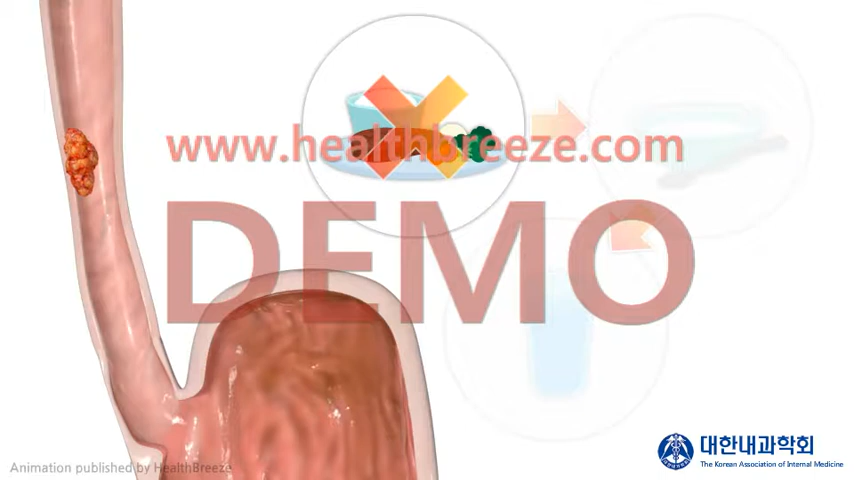 www.healthbreeze.com
DEMO
대한내과학회
The Korean Association of Internal Medicine
Animation published by HealthBreeze